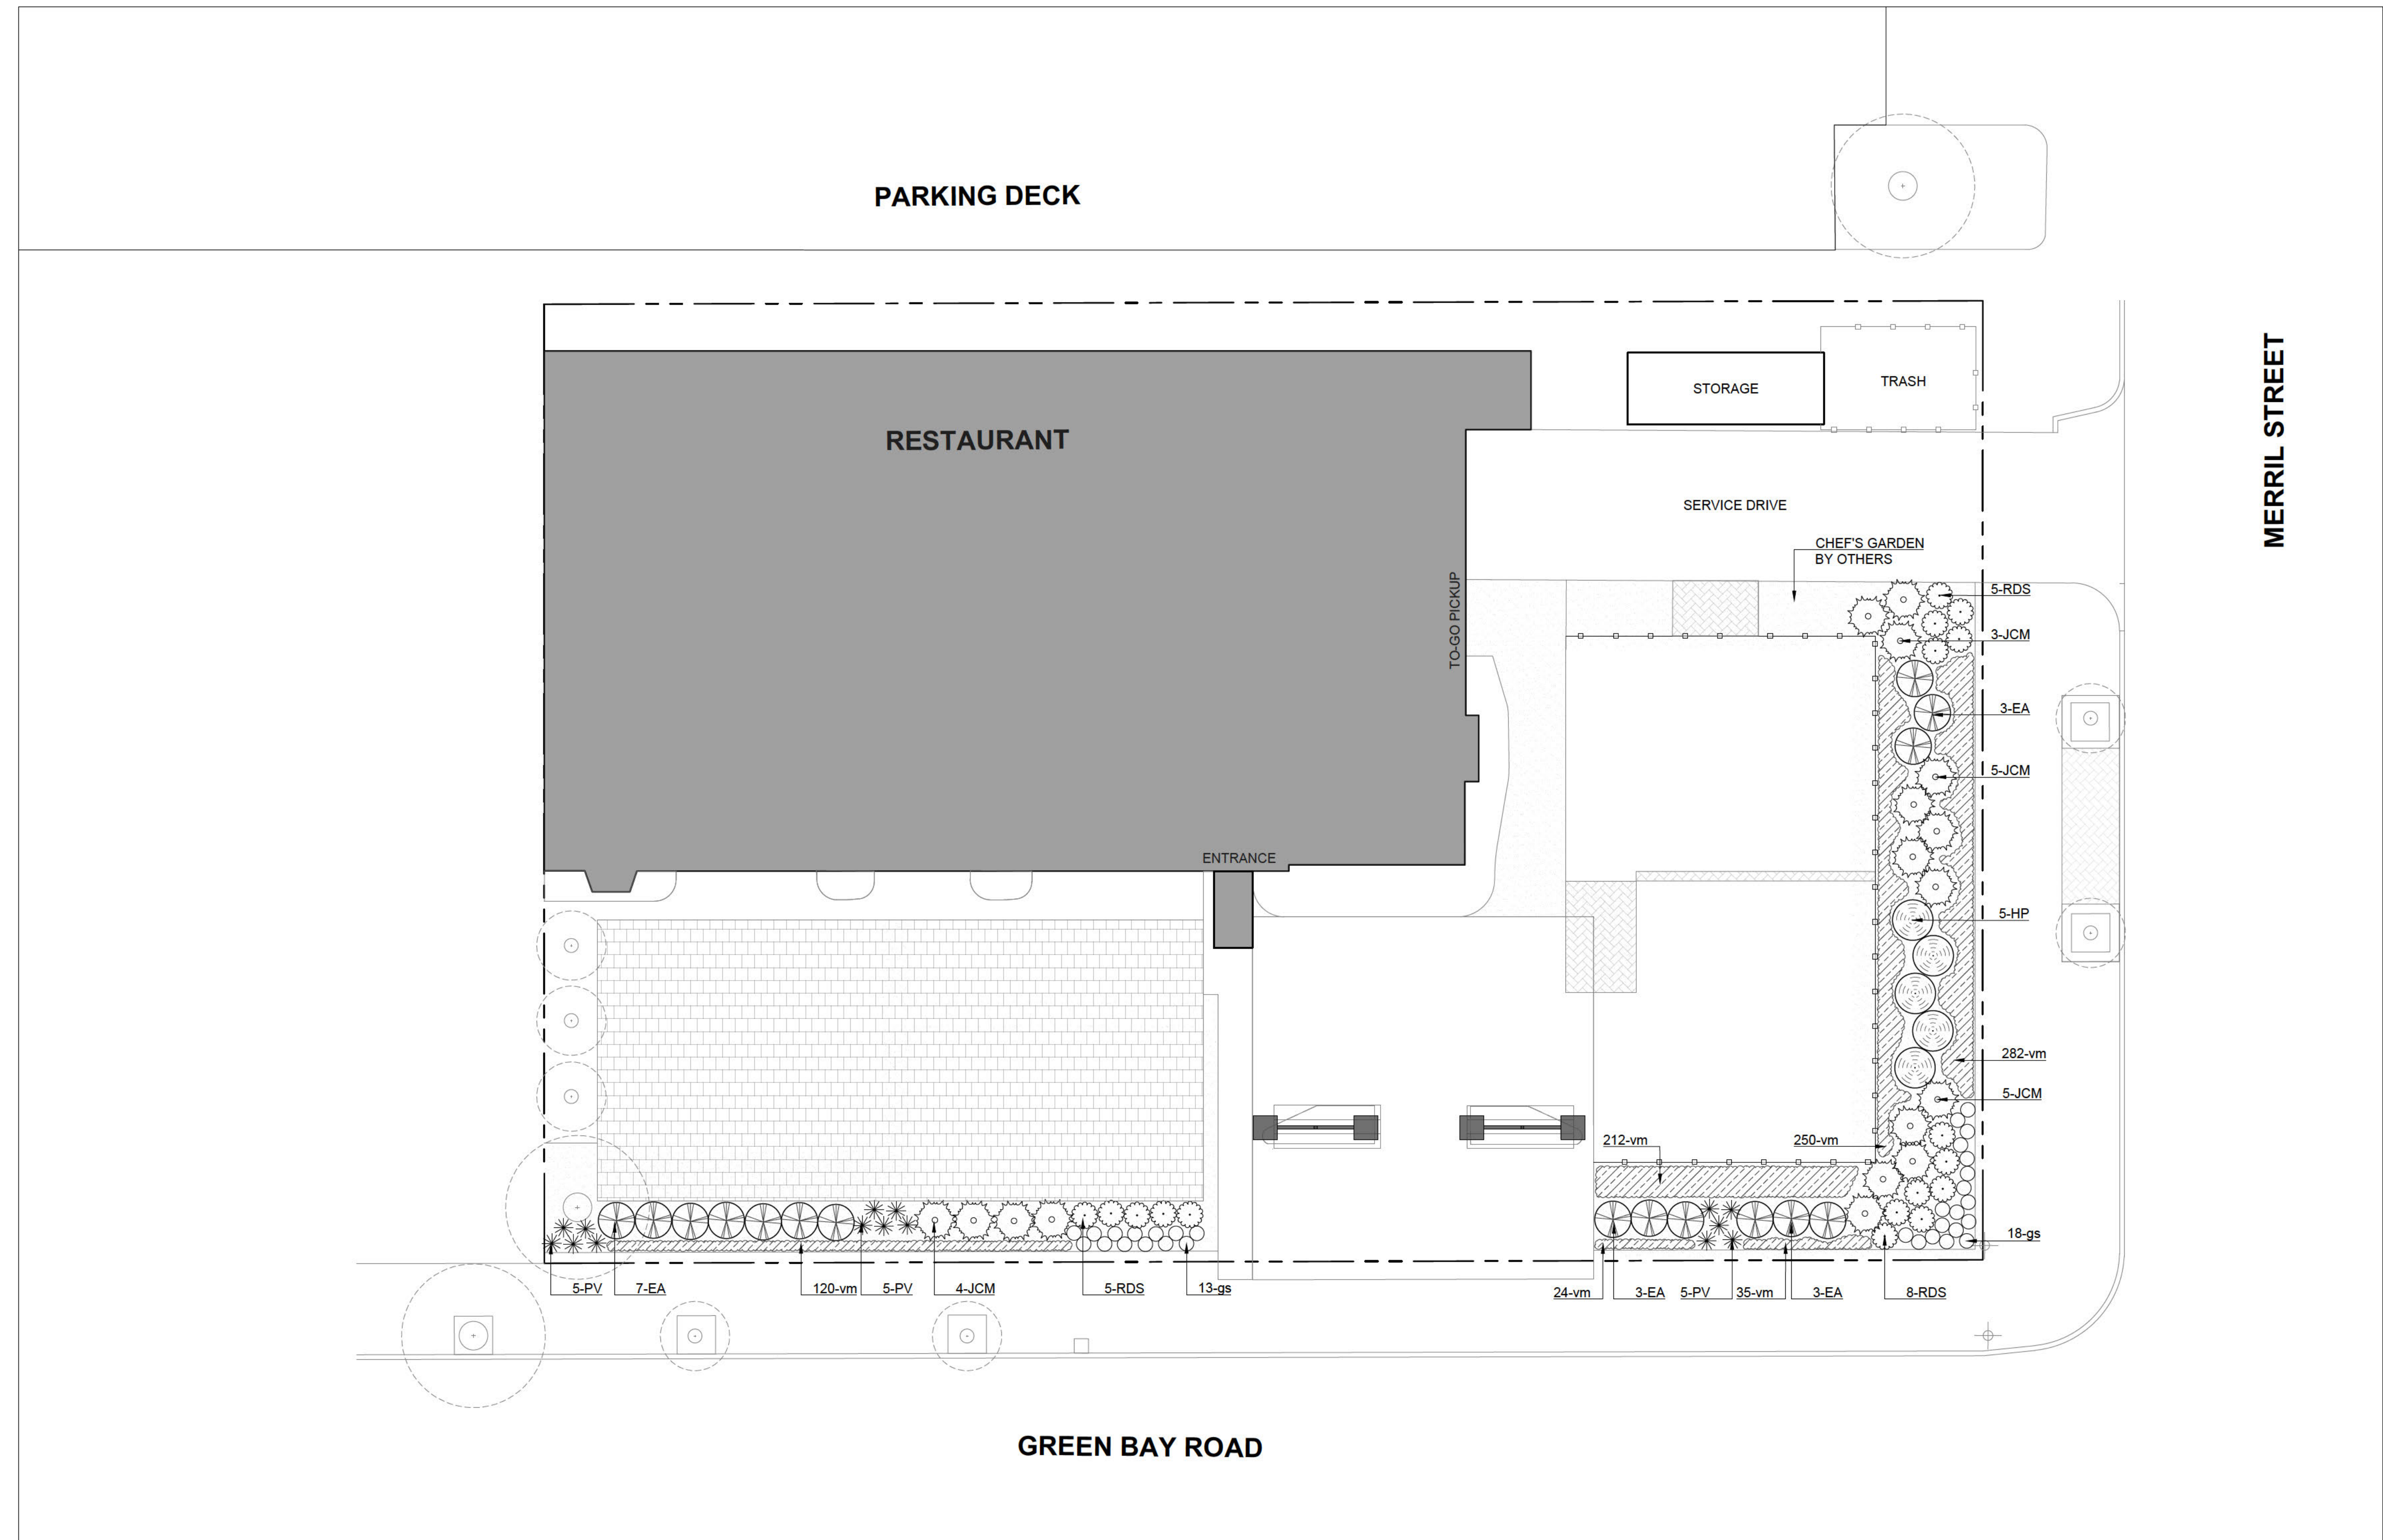 PARKING DECK
MERRIL STREET
STORAGE
TRASH
RESTAURANT
SERVICE DRIVE
CHEF'S GARDEN
BY OTHERS
TO-GO PICKUP
5-RDS
3-JCM
3-EA
5-JCM
ENTRANCE
5-HP
282-vm
5-JCM
212-vm
250-vm
18-gs
5-PV
7-EA
120-vm
5-PV
4-JCM
5-RDS
13-gs
24-vm
3-EA
5-PV
35-vm
3-EA
8-RDS
GREEN BAY ROAD